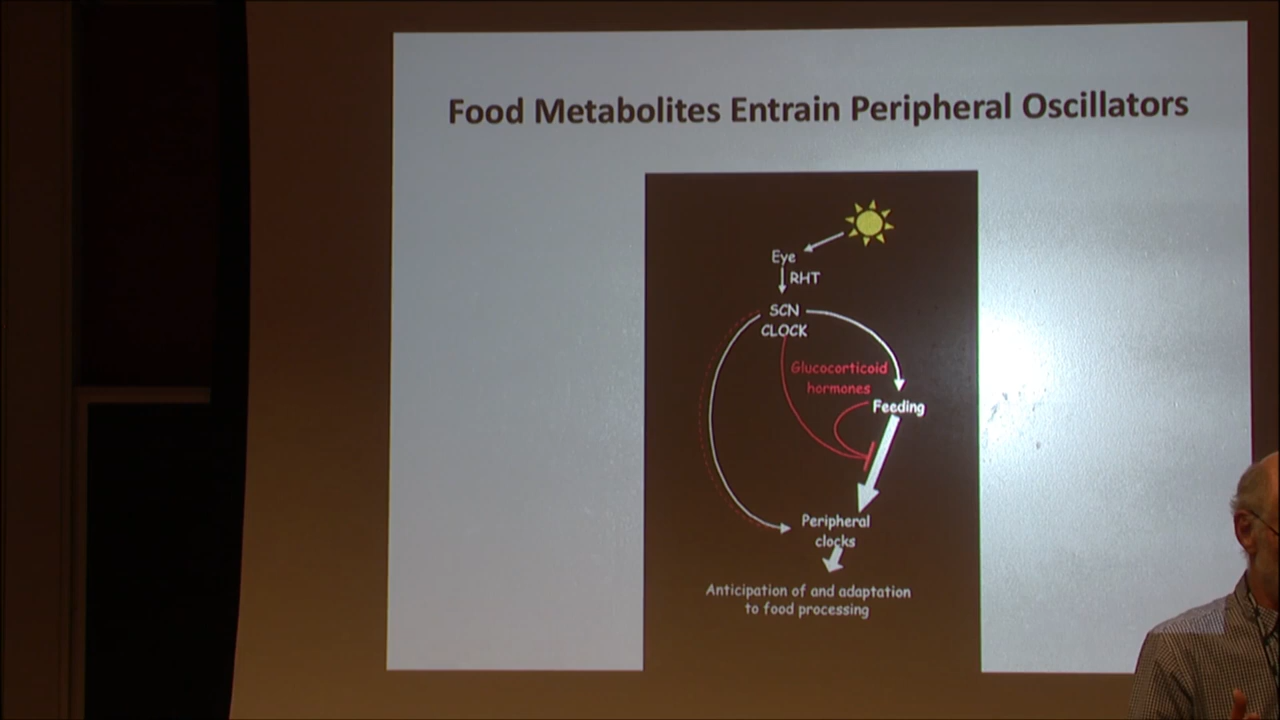 Food Metabolites Entrain Peripheral Oscillators
Eye
RHT
SCN
CLOCK
Glucocorticoid
hormones
Feeding
Peripheral
clocks
Anticipation of and adaptation
to food processing